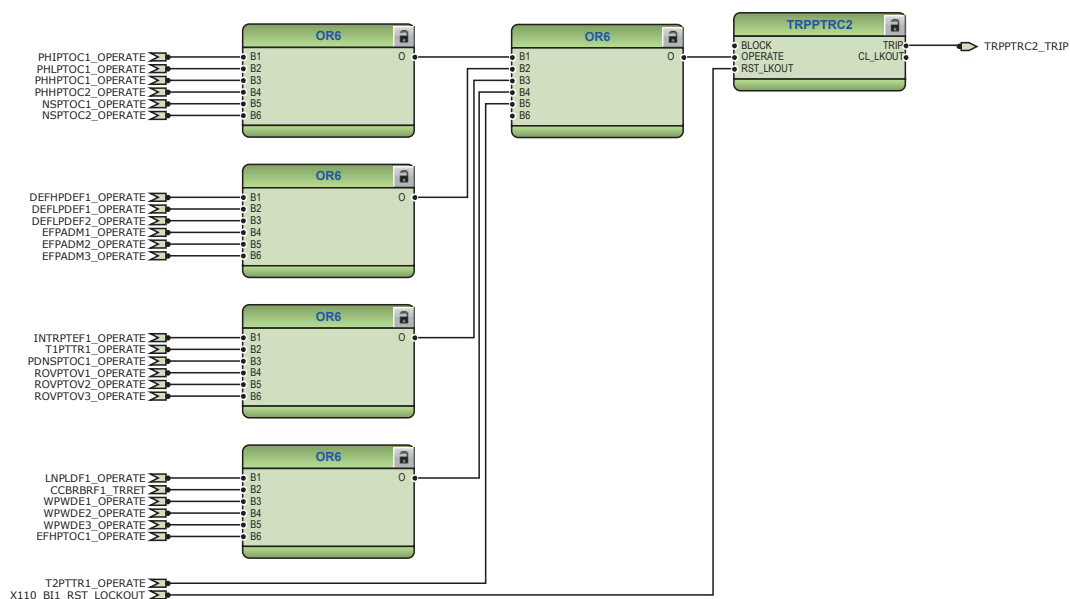 OR6
PHIPTOC1_OPERATE B1 O
PHLPTOC1_OPERATE B2
PHHPTOC1_OPERATE B3
PHHPTOC2_OPERATE B4
NSPTOC1_OPERATE B5
NSPTOC2_OPERATE B6
OR6
B1 O
B2
B3
B4
B5
B6
TRPPTRC2
BLOCK TRIP
OPERATE CL_LKOUT
RST_LKOUT
TRPPTRC2_TRIP
OR6
DEFHPDEF1_OPERATE B1 O
DEFLPDEF1_OPERATE B2
DEFLPDEF2_OPERATE B3
EFPADM1_OPERATE B4
EFPADM2_OPERATE B5
EFPADM3_OPERATE B6
OR6
INTRPTEF1_OPERATE B1 O
T1PTTR1_OPERATE B2
PDNSPTOC1_OPERATE B3
ROVPTOV1_OPERATE B4
ROVPTOV2_OPERATE B5
ROVPTOV3_OPERATE B6
OR6
LNPLDF1_OPERATE B1 O
CCBRBRF1_TRRET B2
WPWDE1_OPERATE B3
WPWDE2_OPERATE B4
WPWDE3_OPERATE B5
EFHPTOC1_OPERATE B6
T2PTTR1_OPERATE
X110_BI1_RST_LOCKOUT